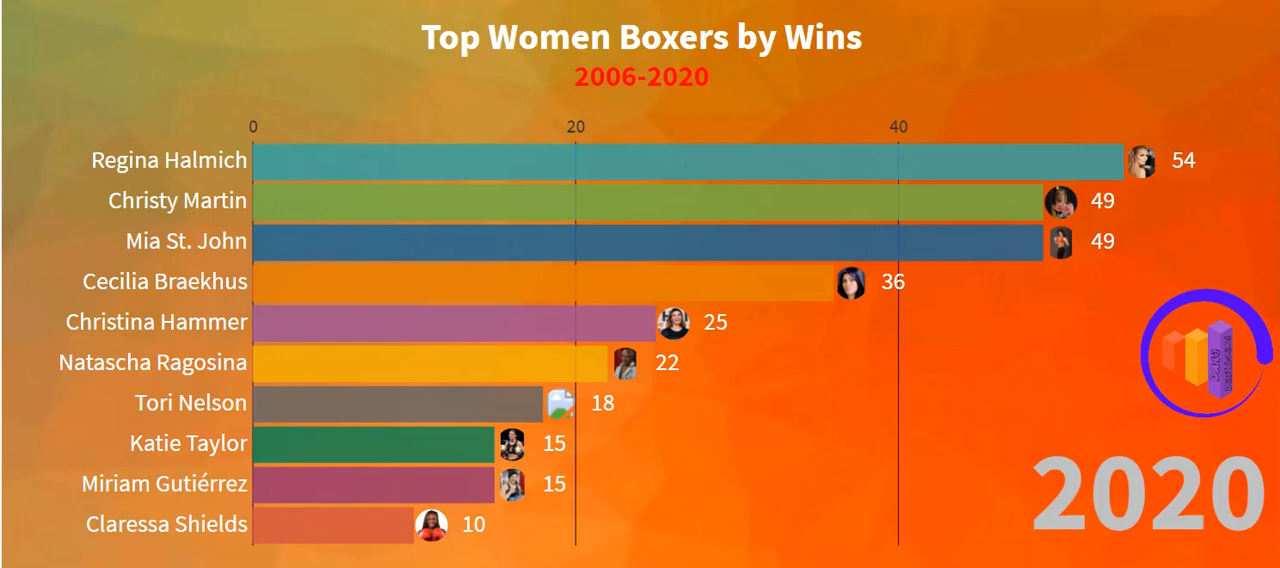 Top Women Boxers by Wins
2006-2020
0 20 40
Regina Halmich 54
Christy Martin 49
Mia St. John 49
Cecilia Braekhus 36
Christina Hammer 25
Natascha Ragosina 22
Tori Nelson 18
Katie Taylor 15
Miriam Gutiérrez 15
Claressa Shields 10
2020